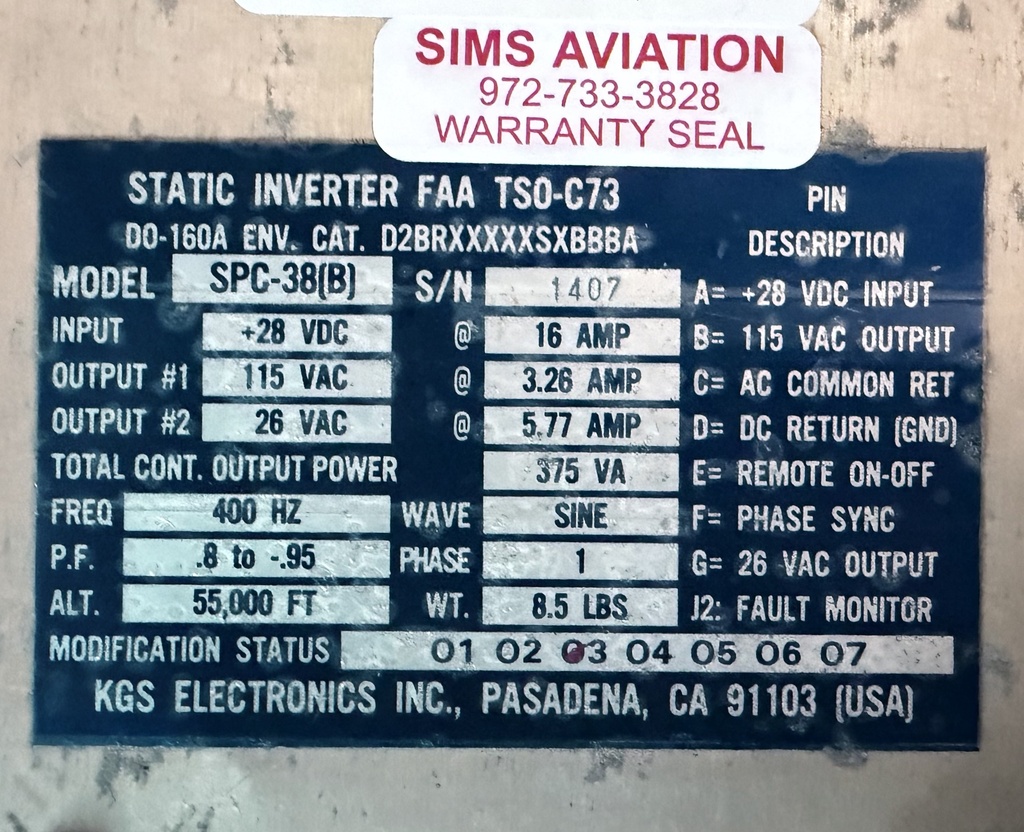 SIMS AVIATION
972-733-3828
WARRANTY SEAL
STATIC INVERTER FAA TSO-C73
DO-160A ENV. CAT. D2BRXXXXXSXBBBA
MODEL SPC-38(B) S/N 1407
INPUT +28 VDC @ 16 AMP
OUTPUT #1 115 VAC @ 3.26 AMP
OUTPUT #2 26 VAC @ 5.77 AMP
TOTAL CONT. OUTPUT POWER 375 VA
FREQ 400 HZ WAVE SINE
P.F. .8 to -.95 PHASE 1
ALT. 55,000 FT WT. 8.5 LBS
PIN
DESCRIPTION
A= +28 VDC INPUT
B= 115 VAC OUTPUT
C= AC COMMON RET
D= DC RETURN (GND)
E= REMOTE ON-OFF
F= PHASE SYNC
G= 26 VAC OUTPUT
J2: FAULT MONITOR
MODIFICATION STATUS 01 02 03 04 05 06 07
KGS ELECTRONICS INC., PASADENA, CA 91103 (USA)